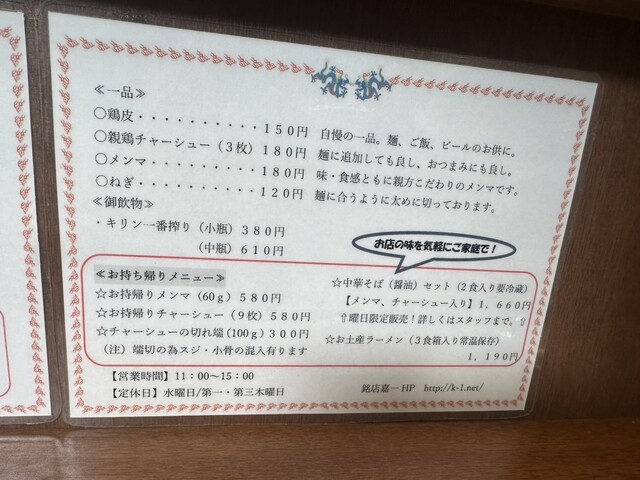 ≪一品≫
○鶏皮・・・・・・・・・・１５０円 自慢の一品。麺、ご飯、ビールのお供に。
○親鶏チャーシュー（３枚）１８０円 麺に追加しても良し、おつまみにも良し。
○メンマ・・・・・・・・・１８０円 味・食感ともに親方こだわりのメンマです。
○ねぎ・・・・・・・・・・１２０円 麺に合うように太めに切っております。
≪御飲物≫
・キリン一番搾り（小瓶）３８０円
（中瓶）６１０円
お店の味を気軽にご家庭で！
≪お持ち帰りメニュー≫
☆お持帰りメンマ（60ｇ）５８０円
☆お持帰りチャーシュー（９枚）５８０円
☆チャーシューの切れ端（100ｇ）３００円
（注）端切の為スジ・小骨の混入有ります
☆中華そば（醤油）セット（２食入り要冷蔵）
【メンマ、チャーシュー入り】１，６６０円
⇧曜日限定販売！詳しくはスタッフまで。⇧
☆お土産ラーメン（３食箱入り常温保存）
１，１９０円
【営業時間】11：00～15：00
【定休日】水曜日/第一・第三木曜日
銘店嘉一 HP http://k-1.net/